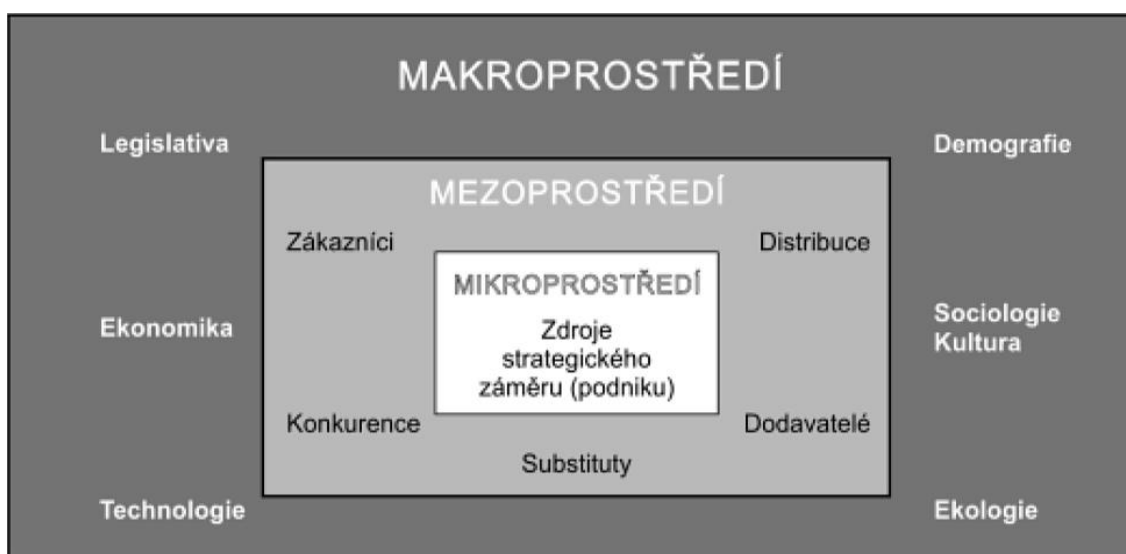 MAKROPROSTŘEDÍ
Legislativa
Demografie
MEZOPROSTŘEDÍ
Zákazníci
Distribuce
MIKROPROSTŘEDÍ
Zdroje
strategického
záměru (podniku)
Ekonomika
Sociologie
Kultura
Konkurence
Dodavatelé
Substituty
Technologie
Ekologie